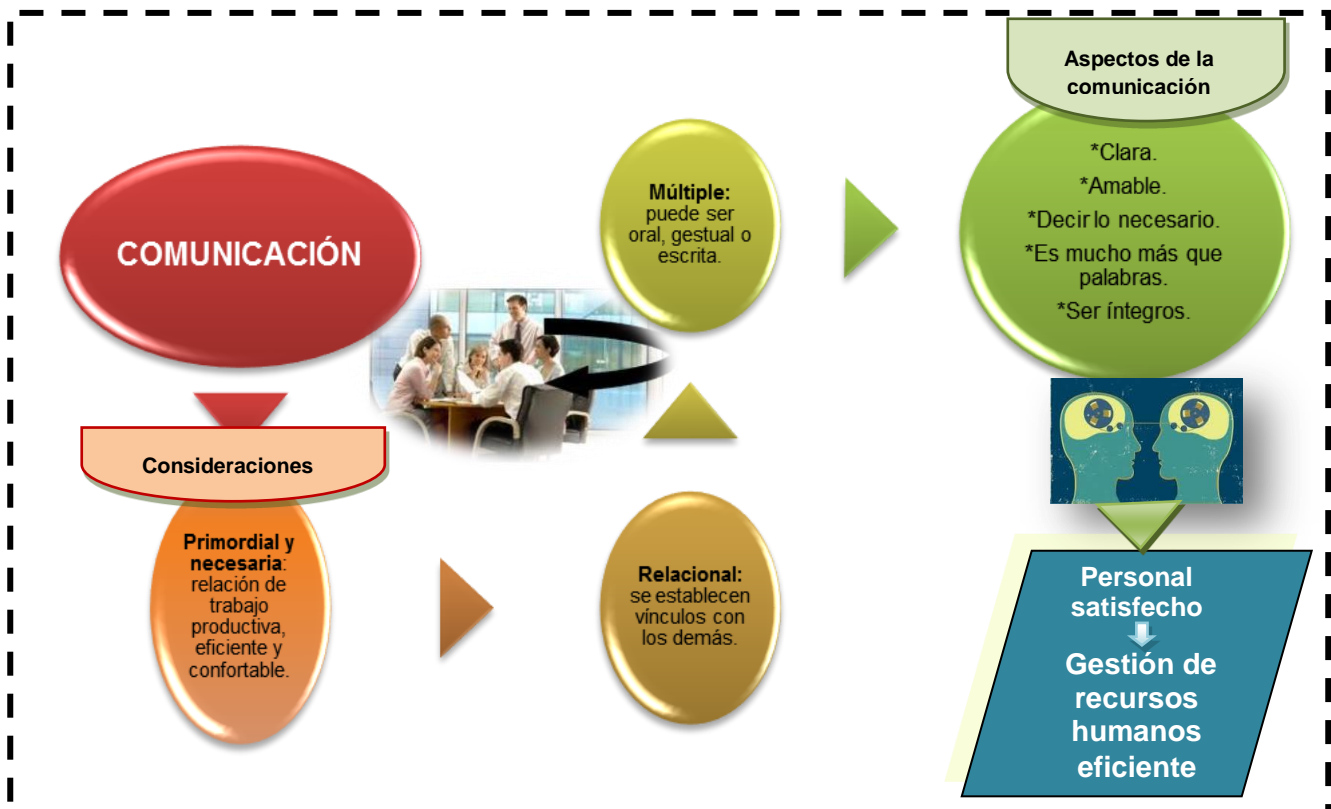 COMUNICACIÓN
Consideraciones
Primordial y
necesaria:
relación de
trabajo
productiva,
eficiente y
confortable.
Relacional:
se establecen
vínculos con
los demás.
Múltiple:
puede ser
oral, gestual o
escrita.
Aspectos de la
comunicación
*Clara.
*Amable.
*Decir lo necesario.
*Es mucho más que
palabras.
*Ser íntegros.
Personal
satisfecho
Gestión de
recursos
humanos
eficiente